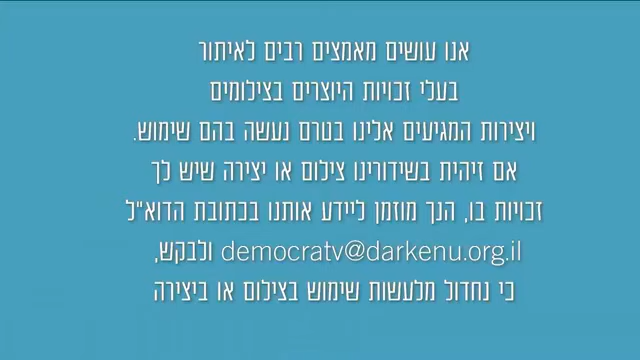 אנו עושים מאמצים רבים לאיתור
בעלי זכויות היוצרים בצילומים
ויצירות המגיעים אלינו בטרם נעשה בהם שימוש.
אם זיהית בשידורינו צילום או יצירה שיש לך
זכויות בו, הנך מוזמן ליידע אותנו בכתובת הדוא"ל
democratv@darkenu.org.il ולבקש,
כי נחדול מלעשות שימוש בצילום או ביצירה